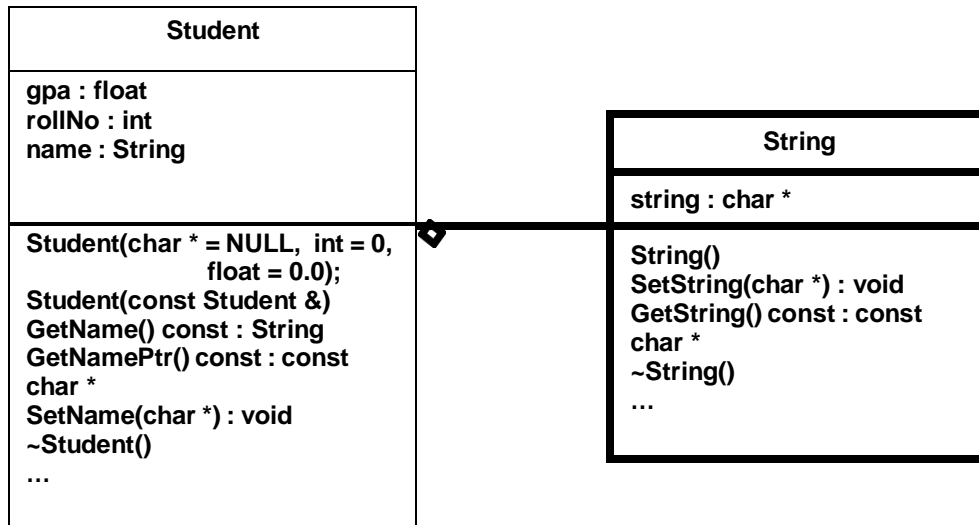 Student
gpa : float
rollNo : int
name : String
Student(char * = NULL, int = 0,
float = 0.0);
Student(const Student &)
GetName() const : String
GetNamePtr() const : const
char *
SetName(char *) : void
~Student()
…
String
string : char *
String()
SetString(char *) : void
GetString() const : const
char *
~String()
…